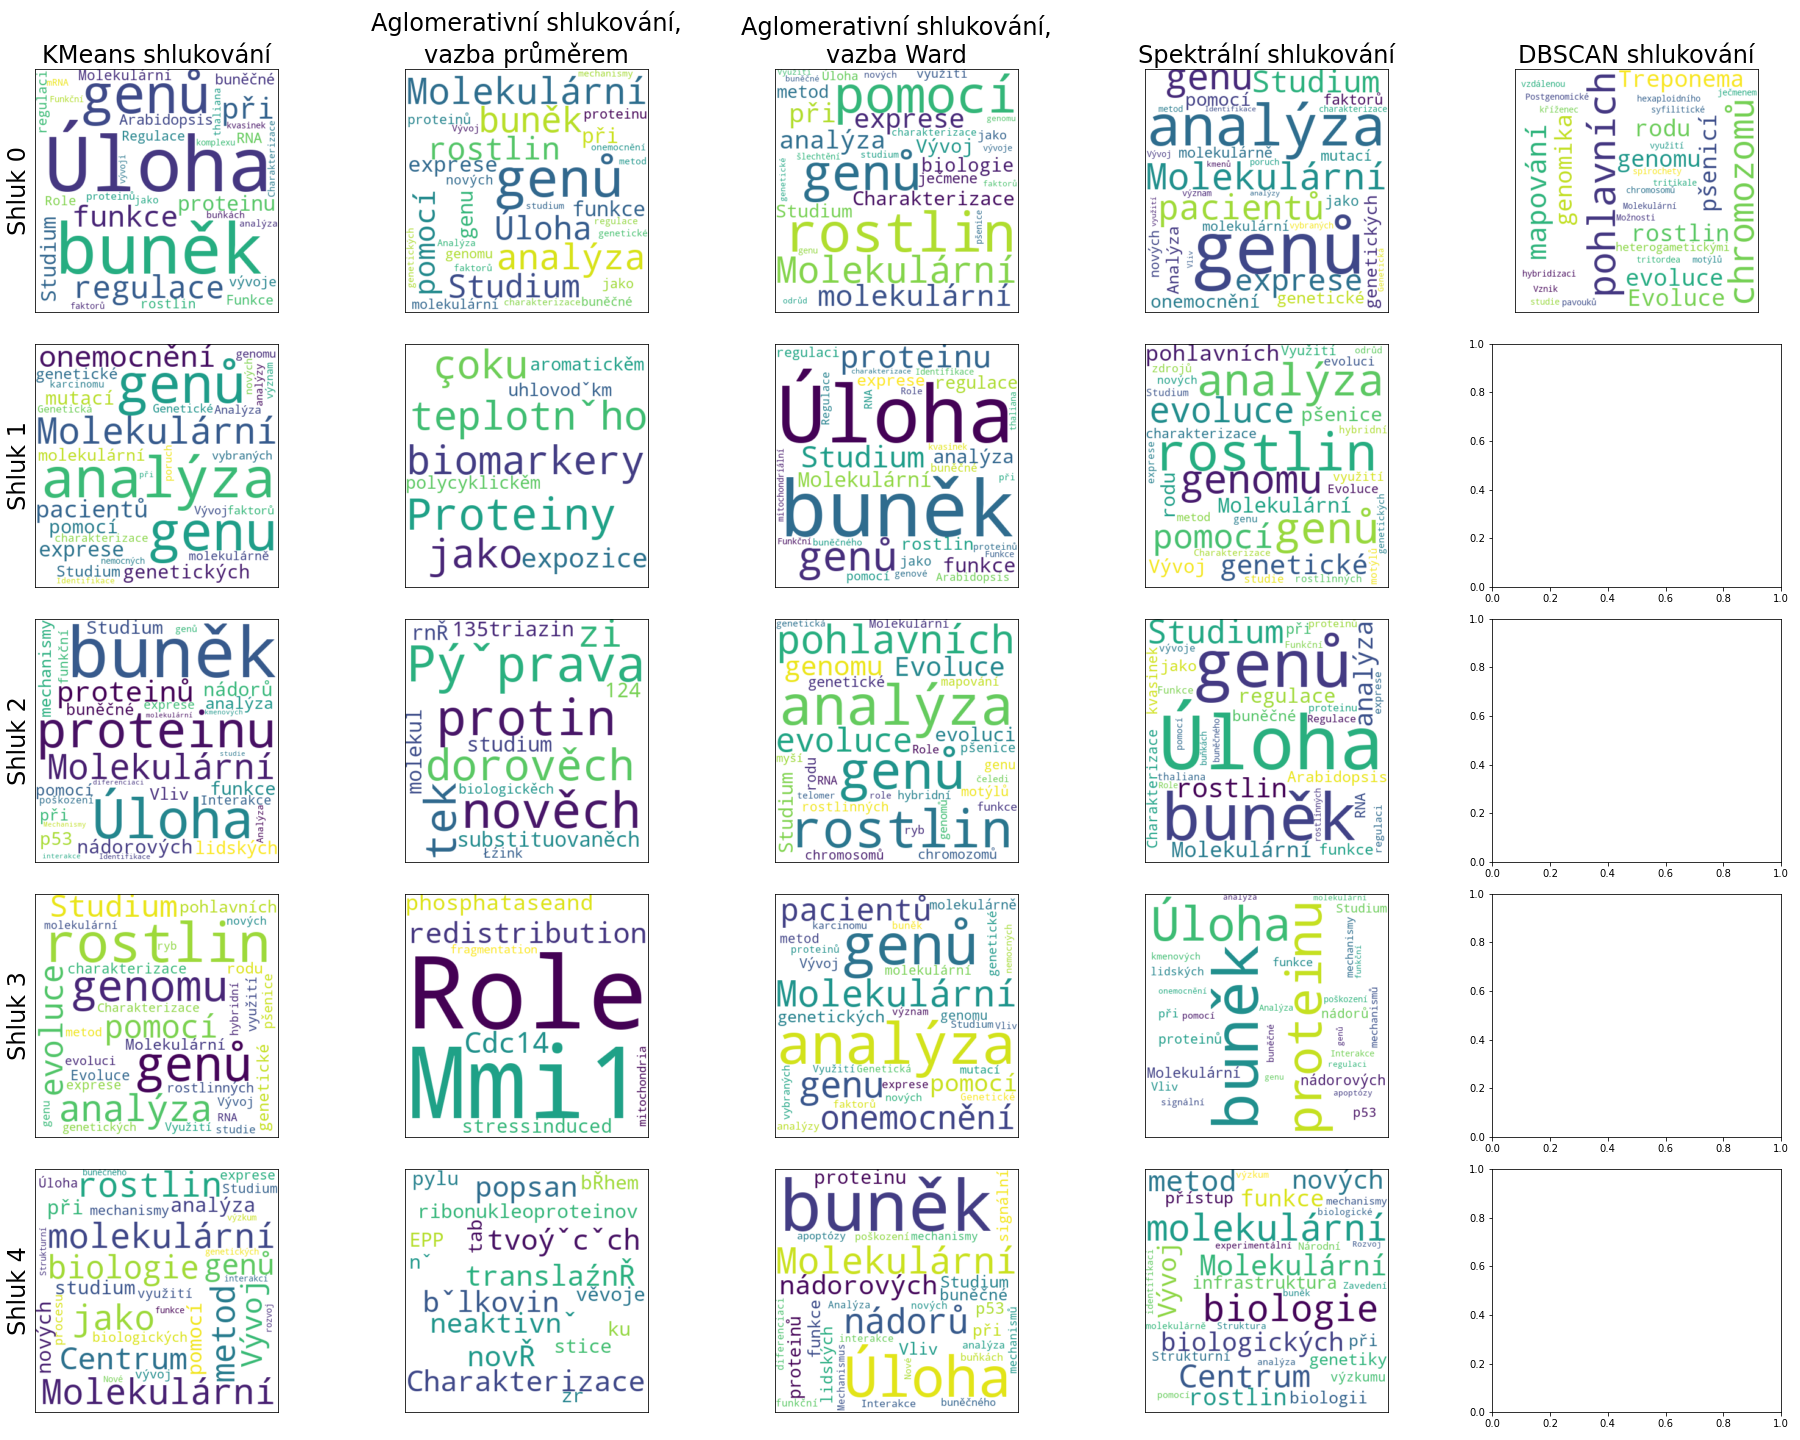 KMeans shlukování
Aglomerativní shlukování,
vazba průměrem
Aglomerativní shlukování,
vazba Ward
Spektrální shlukování
DBSCAN shlukování
Shluk 0
mRNA
Molekulární
buněčné
regulaci
Funkční
genů
při
Arabidopsis
thaliana
kvasinek
Regulace
komplexu
RNA
Úloha
vývoji
Charakterizace
Role
proteinů
jako
proteinu
funkce
buňkách
analýza
Studium
buněk
regulace
vývoje
rostlin
Funkce
faktorů
mechanismy
Molekulární
proteinů
Vývoj
buněk
proteinu
při
rostlin
onemocnění
exprese
metod
nových
genů
pomocí
genu
studium
funkce
Úloha
regulace
genetické
genetických
Analýza
genomu
analýza
faktorů
Studium
jako
molekulární
charakterizace
buněčné
Využití
buněčné
Úloha
nových
využití
metod
pomocí
při
exprese
genomu
charakterizace
analýza
Vývoj
jako
vývoje
šlechtění
studium
biologie
genetické
genů
ječmene
faktorů
Charakterizace
Studium
rostlin
pšenice
genu
Molekulární
odrůd
molekulární
genů
Studium
pomocí
faktorů
metod
Identifikace
charakterizace
analýza
Vývoj
molekulárně
mutací
kmenů
poruch
Molekulární
význam
analýzy
pacientů
jako
využití
molekulární
vybraných
nových
Analýza
Vliv
genů
genetických
Genetická
exprese
onemocnění
genetické
vzdálenou
Treponema
Postgenomické
pohlavních
ječmenem
hexaploidního
kříženec
syfilitické
chromozomů
mapování
genomika
rodu
pšenicí
využití
genomu
spirochety
tritikale
chromosomů
Molekulární
Možnosti
rostlin
heterogametickými
tritordea
motýlů
hybridizaci
evoluce
Vznik
Evoluce
studie
pavouků
Shluk 1
onemocnění
genomu
genetické
genů
nových
analýzy
význam
karcinomu
mutací
Genetická
Genetické
Analýza
Molekulární
molekulární
vybraných
při
poruch
analýza
pacientů
Vývoj
faktorů
pomocí
genu
charakterizace
exprese
molekulárně
nemocných
Studium
genetických
Identifikace
çoku
aromatickěm
uhlovodˇkm
teplotnˇho
biomarkery
polycyklickěm
Proteiny
jako
expozice
regulaci
proteinu
charakterizace
Identifikace
Regulace
exprese
regulace
RNA
Role
Úloha
thaliana
kvasinek
Studium
analýza
buněčné
Molekulární
při
mitochondriální
buněk
Funkční
buněčného
rostlin
proteinů
genů
jako
Funkce
funkce
pomocí
genové
Arabidopsis
pohlavních
Využití
odrůd
zdrojů
evoluci
nových
analýza
Studium
evoluce
pšenice
charakterizace
hybridní
exprese
rostlin
rodu
genomu
využití
Evoluce
Molekulární
metod
genu
pomocí
genů
genetických
Charakterizace
motýlů
Vývoj
genetické
studie
rostlinných
1.0
0.8
0.6
0.4
0.2
0.0
0.0 0.2 0.4 0.6 0.8 1.0
Shluk 2
Studium
genů
mechanismy
funkční
buněk
proteinů
nádorů
buněčné
exprese
analýza
molekulární
kmenových
proteinu
studie
Molekulární
diferenciaci
pomocí
Vliv
funkce
poškození
Interakce
při
Úloha
Mechanismy
Analýza
p53
nádorových
lidských
interakce
Identifikace
rnŘ
135triazin
zi
Pýˇprava
124
protin
molekul
studium
dorověch
biologickěch
tek
nověch
substituovaněch
Łźink
genetická
Molekulární
pohlavních
genomu
Evoluce
genetické
mapování
analýza
evoluce
evoluci
Role
pšenice
myší
rodu
RNA
genů
genu
čeledi
telomer
role
hybridní
motýlů
Studium
rostlinných
genomů
funkce
rostlin
ryb
chromosomů
chromozomů
Studium
při
proteinů
vývoje
Funkční
analýza
kvasinek
jako
genů
exprese
Funkce
regulace
proteinu
buněčné
Regulace
Úloha
pomocí
buňkách
buněčného
Charakterizace
thaliana
Arabidopsis
Role
rostlin
buněk
rostlinných
RNA
regulaci
Molekulární
funkce
1.0
0.8
0.6
0.4
0.2
0.0
0.0 0.2 0.4 0.6 0.8 1.0
Shluk 3
Studium
pohlavních
molekulární
nových
rostlin
ryb
charakterizace
rodu
evoluce
genomu
hybridní
využití
pšenice
Charakterizace
metod
pomocí
Molekulární
evoluci
genů
Evoluce
exprese
rostlinných
genetické
genu
analýza
Vývoj
RNA
genetických
Využití
studie
phosphataseand
redistribution
fragmentation
Role
Cdc14
Mmi1
mitochondria
stressinduced
pacientů
molekulárně
karcinomu
buněk
metod
genů
genetické
nemocných
proteinů
Vývoj
molekulární
Molekulární
genetických
význam
genomu
Studium
Vliv
analýza
vybraných
Využití
Genetická
mutací
genu
exprese
pomocí
faktorů
nových
Genetické
analýzy
onemocnění
analýza
molekulární
Úloha
Studium
proteinu
mechanismy
funkční
kmenových
buněk
funkce
lidských
onemocnění
Analýza
poškození
při
pomocí
nádorů
mechanismů
proteinů
buněčné
genů
Interakce
regulaci
Molekulární
genu
nádorových
Vliv
apoptózy
signální
p53
1.0
0.8
0.6
0.4
0.2
0.0
0.0 0.2 0.4 0.6 0.8 1.0
Shluk 4
buněčného
Úloha
rostlin
exprese
Studium
při
mechanismy
analýza
výzkum
Strukturní
molekulární
genetických
biologie
genů
interakcí
studium
využití
nových
procesu
jako
funkce
metod
Vývoj
rozvoj
biologických
pomocí
Centrum
vývoj
Nové
Molekulární
pylu
popsan
bŘhem
ribonukleoproteinov
EPP
tab
tvoýˇcˇch
nˇ
translaźnŘ
bˇlkovin
věvoje
neaktivnˇ
ku
stice
novŘ
Charakterizace
zr
proteinu
buněk
signální
apoptózy
poškození
mechanismy
Molekulární
nádorových
Studium
buněčné
Analýza
nových
p53
diferenciaci
proteinů
funkce
nádorů
při
mechanismů
interakce
analýza
lidských
Mechanismus
Vliv
buňkách
Nové
Úloha
funkční
Interakce
buněčného
metod
výzkum
nových
přístup
funkce
mechanismy
biologické
molekulární
experimentální
Národní
Rozvoj
identifikaci
Vývoj
Molekulární
infrastruktura
Zavedení
buněk
biologie
molekulárně
Struktura
biologických
při
Strukturní
analýza
genetiky
Centrum
výzkumu
pomocí
rostlin
biologii
1.0
0.8
0.6
0.4
0.2
0.0
0.0 0.2 0.4 0.6 0.8 1.0